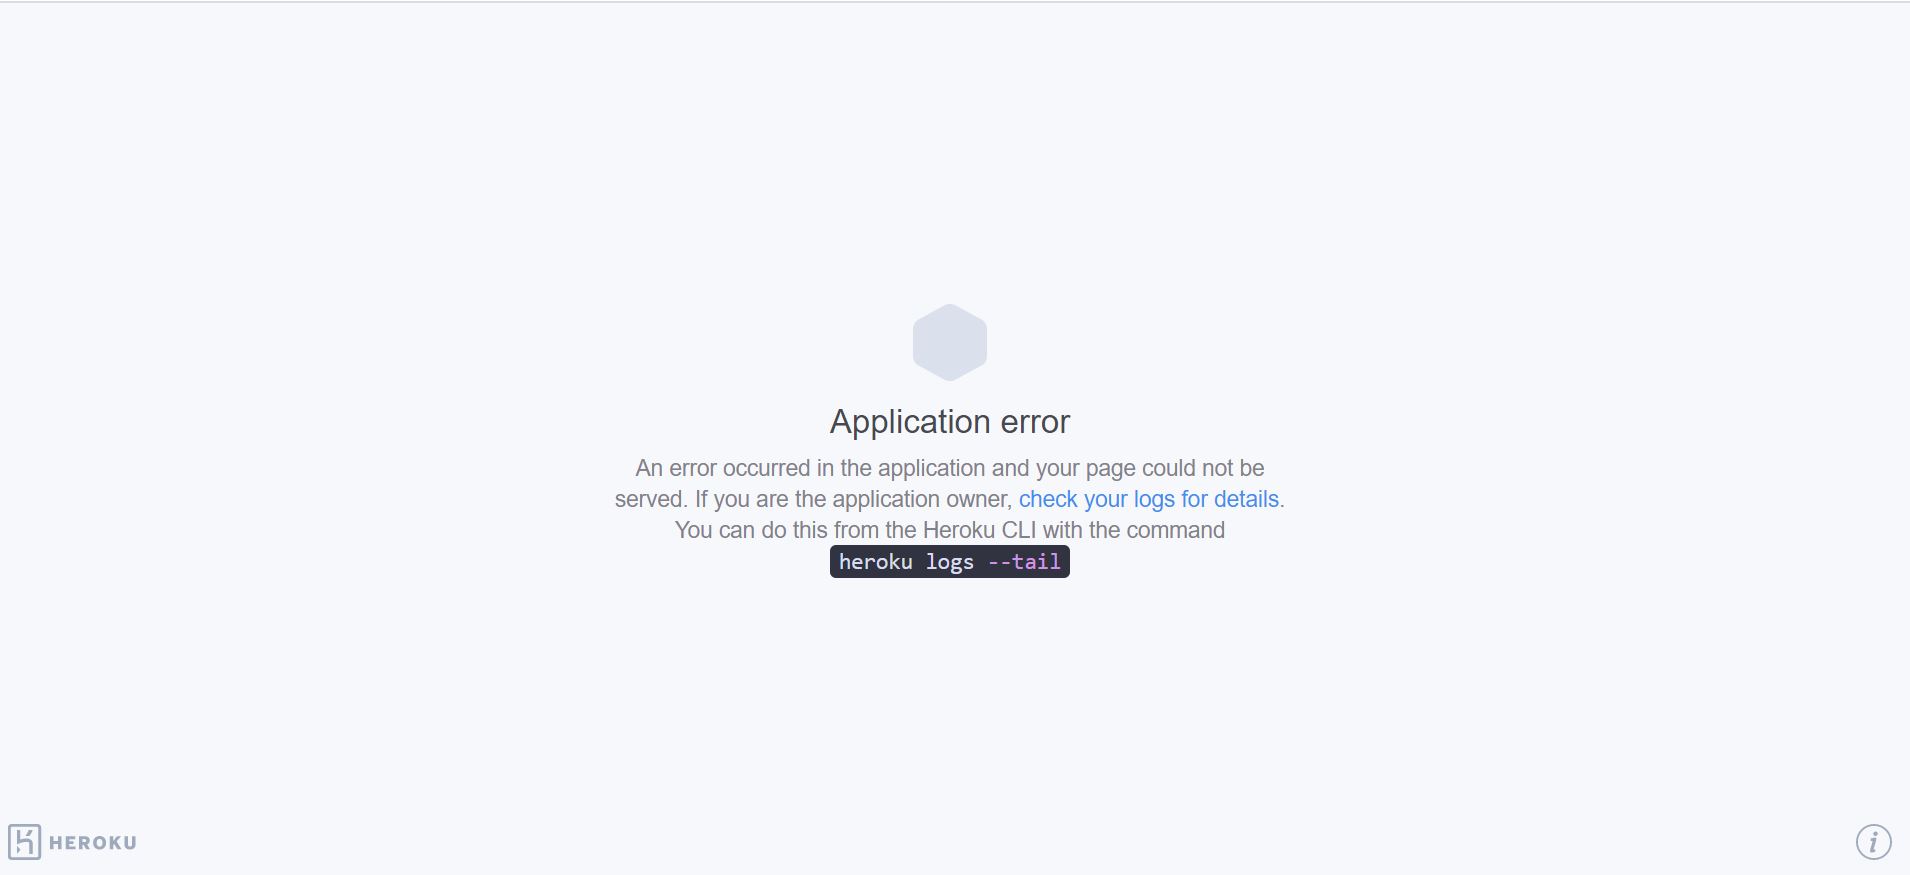 Application error
An error occurred in the application and your page could not be
served. If you are the application owner, check your logs for details.
You can do this from the Heroku CLI with the command
heroku logs --tail
HEROKU
i